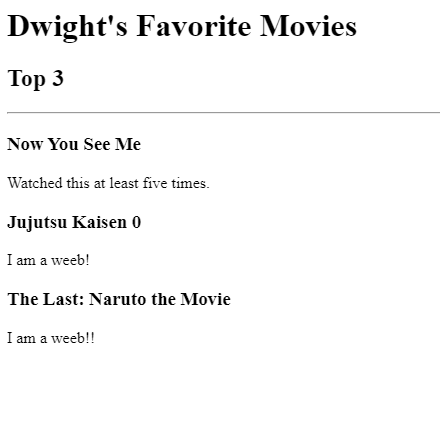 Dwight's Favorite Movies
Top 3
Now You See Me
Watched this at least five times.
Jujutsu Kaisen 0
I am a weeb!
The Last: Naruto the Movie
I am a weeb!!